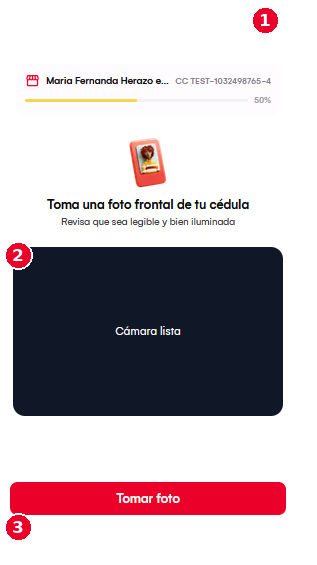 1
Maria Fernanda Herazo e... CC TEST-1032498765-4
50%
Toma una foto frontal de tu cédula
Revisa que sea legible y bien iluminada
2
Cámara lista
Tomar foto
3